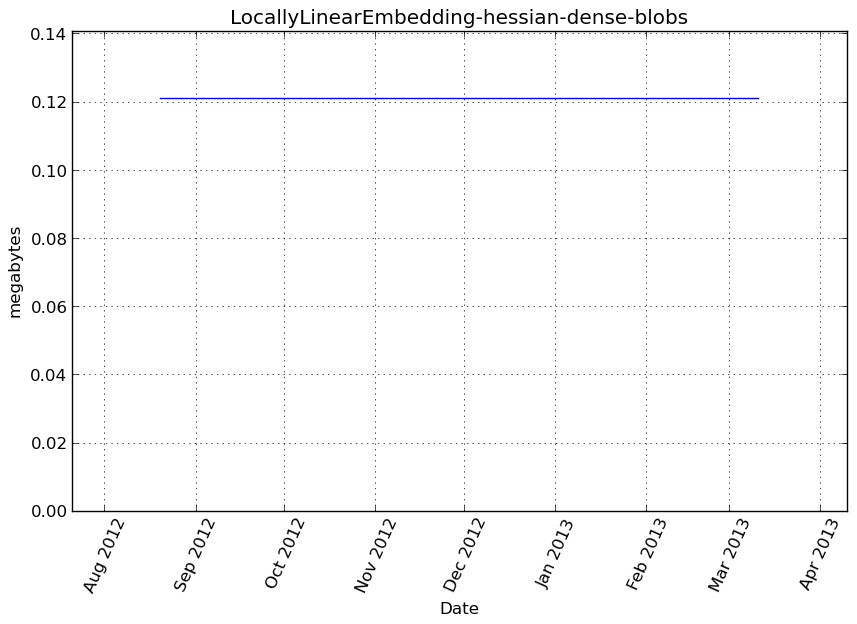 LocallyLinearEmbedding-hessian-dense-blobs
0.14
0.12
0.10
0.08
0.06
0.04
0.02
0.00
megabytes
Aug 2012
Sep 2012
Oct 2012
Nov 2012
Dec 2012
Jan 2013
Feb 2013
Mar 2013
Apr 2013
Date